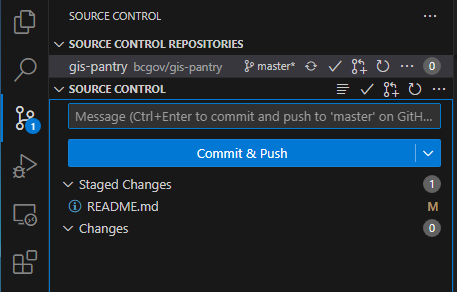 SOURCE CONTROL
SOURCE CONTROL REPOSITORIES
gis-pantry bcgov/gis-pantry master* 0
SOURCE CONTROL
Message (Ctrl+Enter to commit and push to 'master' on GitH...
1
Commit & Push
Staged Changes 1
README.md M
Changes 0